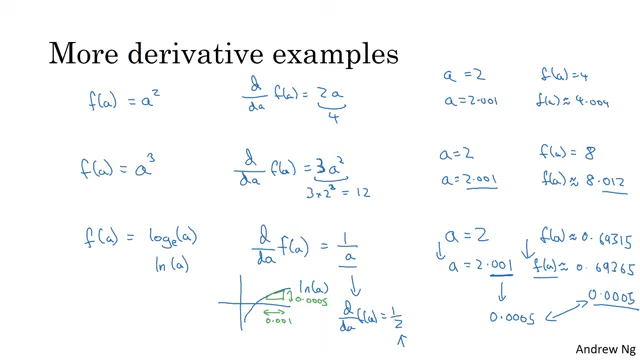 More derivative examples
f(a) = a²
d/da f(a) = 2a
4
a = 2 f(a) = 4
a = 2.001 f(a) ≈ 4.004
f(a) = a³
d/da f(a) = 3a²
3×2² = 12
a = 2 f(a) = 8
a = 2.001 f(a) ≈ 8.012
f(a) = logₑ(a)
ln(a)
d/da f(a) = 1/a
a = 2 f(a) ≈ 0.69315
a = 2.001 f(a) ≈ 0.69365
ln(a)
0.0005
0.001
d/da f(a) = 1/2
0.0005
0.0005
Andrew Ng